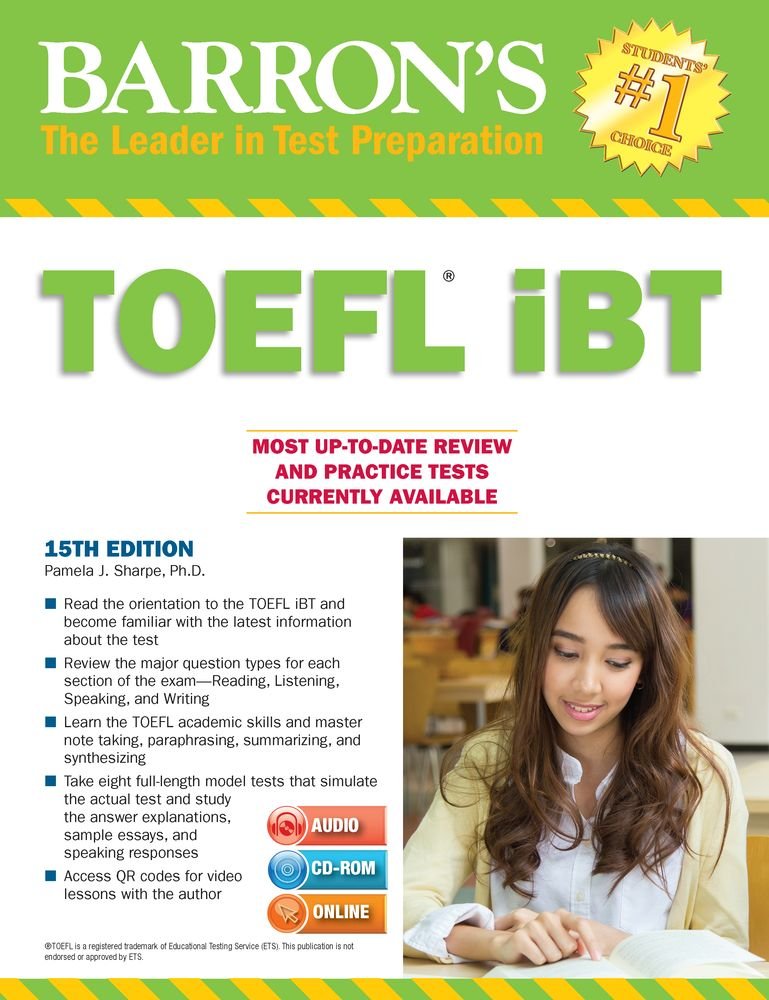 BARRON'S
The Leader in Test Preparation
STUDENTS'
#1
CHOICE
TOEFL® iBT
MOST UP-TO-DATE REVIEW
AND PRACTICE TESTS
CURRENTLY AVAILABLE
15TH EDITION
Pamela J. Sharpe, Ph.D.
■ Read the orientation to the TOEFL iBT and
become familiar with the latest information
about the test
■ Review the major question types for each
section of the exam—Reading, Listening,
Speaking, and Writing
■ Learn the TOEFL academic skills and master
note taking, paraphrasing, summarizing, and
synthesizing
■ Take eight full-length model tests that simulate
the actual test and study
the answer explanations,
sample essays, and
speaking responses
■ Access QR codes for video
lessons with the author
AUDIO
CD-ROM
ONLINE
®TOEFL is a registered trademark of Educational Testing Service (ETS). This publication is not
endorsed or approved by ETS.